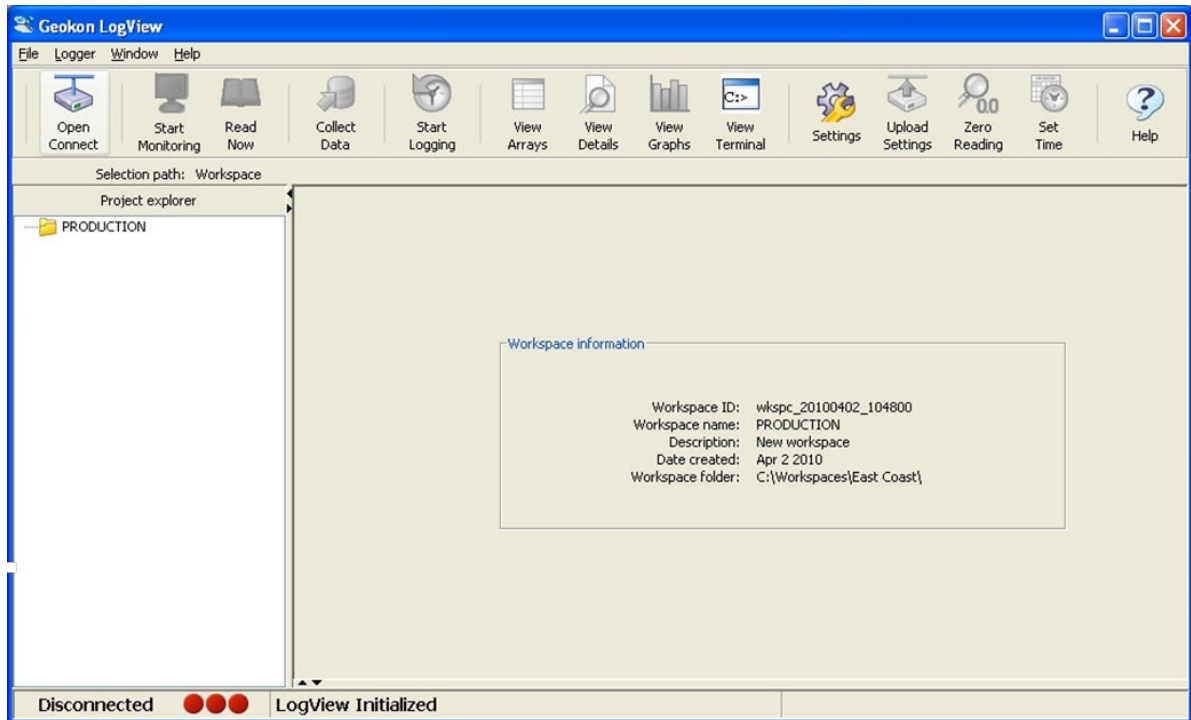 Geokon LogView
File Logger Window Help
C:>
0.0
Open Connect
Start Monitoring
Read Now
Collect Data
Start Logging
View Arrays
View Details
View Graphs
View Terminal
Settings
Upload Settings
Zero Reading
Set Time
Help
Selection path: Workspace
Project explorer
PRODUCTION
Workspace information
Workspace ID: wkspc_20100402_104800
Workspace name: PRODUCTION
Description: New workspace
Date created: Apr 2 2010
Workspace folder: C:\Workspaces\East Coast\
Disconnected
LogView Initialized